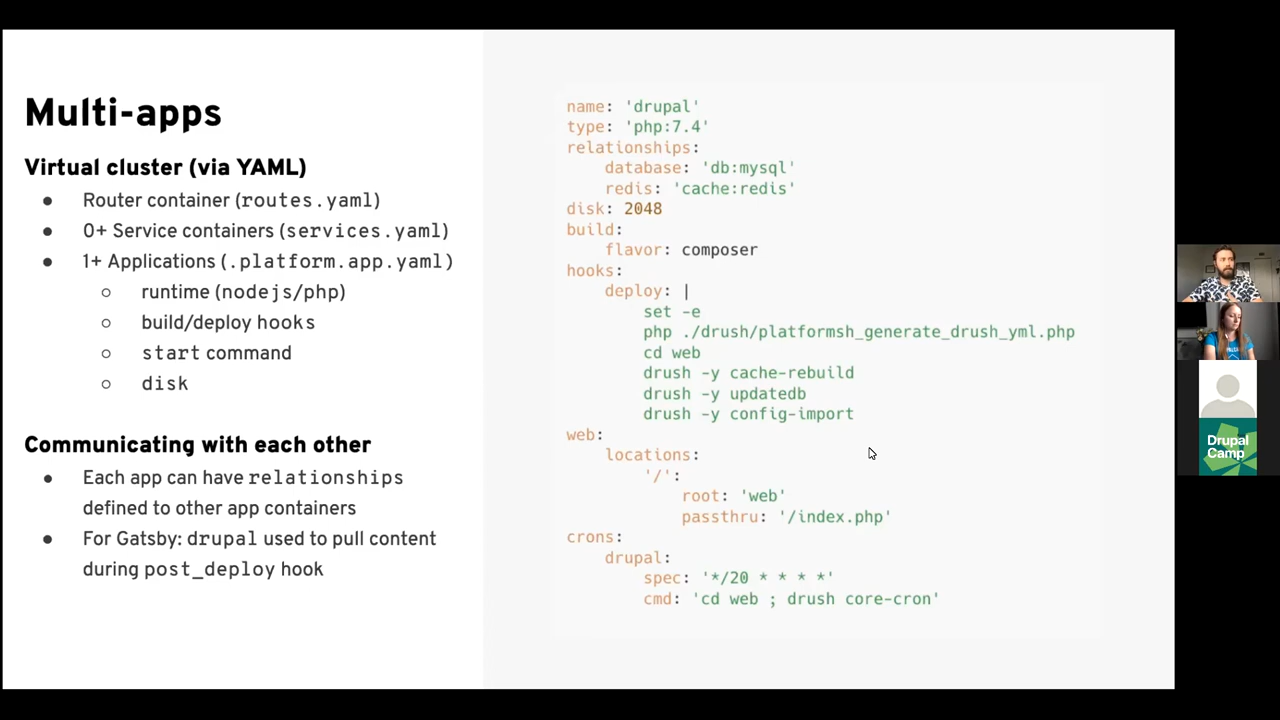 Multi-apps
Virtual cluster (via YAML)
● Router container (routes.yaml)
● 0+ Service containers (services.yaml)
● 1+ Applications (.platform.app.yaml)
○ runtime (nodejs/php)
○ build/deploy hooks
○ start command
○ disk
Communicating with each other
● Each app can have relationships
defined to other app containers
● For Gatsby: drupal used to pull content
during post_deploy hook
name: 'drupal'
type: 'php:7.4'
relationships:
database: 'db:mysql'
redis: 'cache:redis'
disk: 2048
build:
flavor: composer
hooks:
deploy: |
set -e
php ./drush/platformsh_generate_drush_yml.php
cd web
drush -y cache-rebuild
drush -y updatedb
drush -y config-import
web:
locations:
'/':
root: 'web'
passthru: '/index.php'
crons:
drupal:
spec: '*/20 * * * *'
cmd: 'cd web ; drush core-cron'
Drupal
Camp